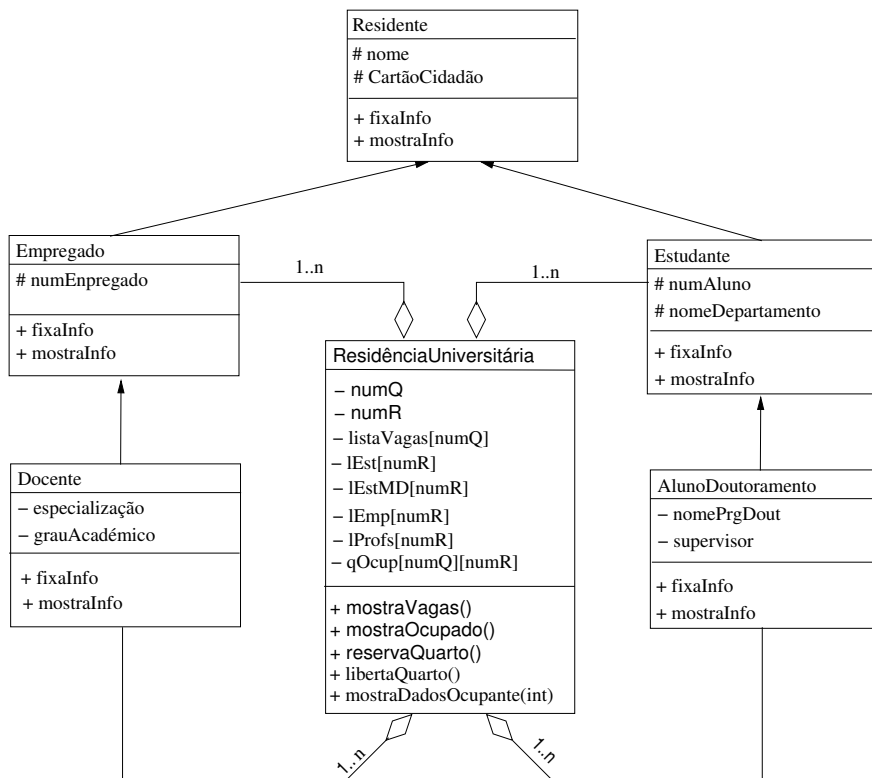 Residente
# nome
# CartãoCidadão
+ fixaInfo
+ mostraInfo
Empregado
# numEnpregado
+ fixaInfo
+ mostraInfo
1..n
1..n
Estudante
# numAluno
# nomeDepartamento
+ fixaInfo
+ mostraInfo
ResidênciaUniversitária
– numQ
– numR
– listaVagas[numQ]
– lEst[numR]
– lEstMD[numR]
– lEmp[numR]
– lProfs[numR]
– qOcup[numQ][numR]
+ mostraVagas()
+ mostraOcupado()
+ reservaQuarto()
+ libertaQuarto()
+ mostraDadosOcupante(int)
Docente
– especialização
– grauAcadémico
+ fixaInfo
+ mostraInfo
AlunoDoutoramento
– nomePrgDout
– supervisor
+ fixaInfo
+ mostraInfo
1..n
1..n